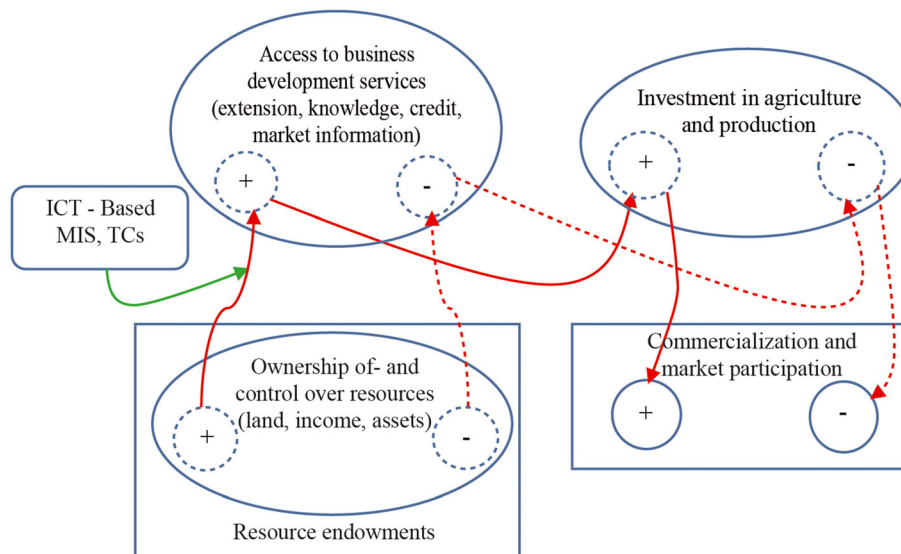 Access to business
development services
(extension, knowledge, credit,
market information)
+
-
Investment in agriculture
and production
+
-
ICT - Based
MIS, TCs
Ownership of- and
control over resources
(land, income, assets)
+
-
Resource endowments
Commercialization and
market participation
+
-